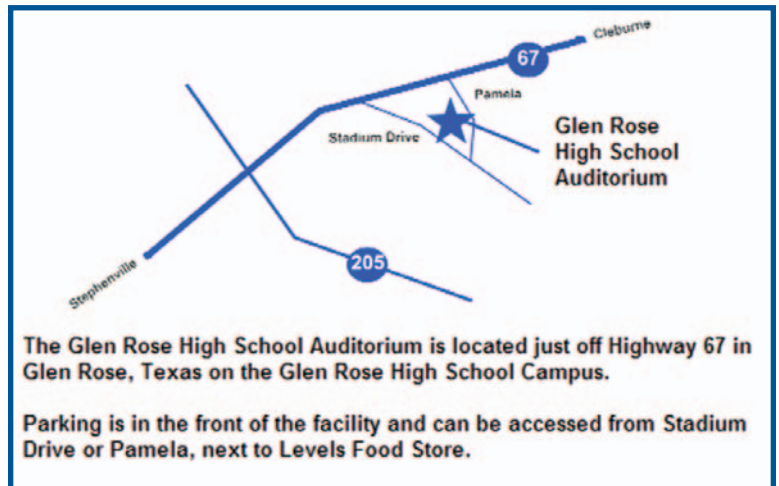 Cleburne
67
Pamela
Stadium Drive
Glen Rose
High School
Auditorium
205
Stephenville
The Glen Rose High School Auditorium is located just off Highway 67 in
Glen Rose, Texas on the Glen Rose High School Campus.
Parking is in the front of the facility and can be accessed from Stadium
Drive or Pamela, next to Levels Food Store.